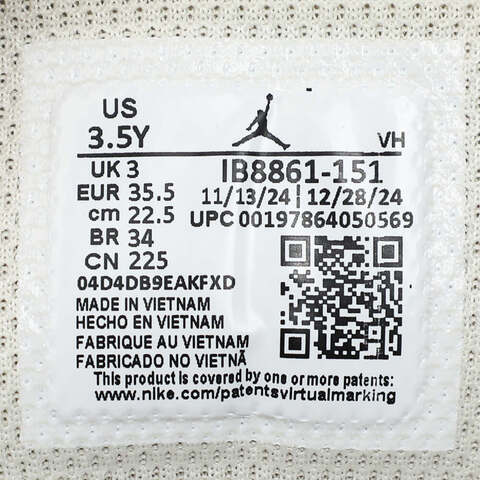 US
3.5Y
VH
UK 3
IB8861-151
EUR 35.5
11/13/24 | 12/28/24
cm 22.5
UPC 00197864050569
BR 34
CN 225
04D4DB9EAKFXD
MADE IN VIETNAM
HECHO EN VIETNAM
FABRIQUE AU VIETNAM
FABRICADO NO VIETNÃ
This product is covered by one or more patents:
www.nike.com/patentsvirtualmarking